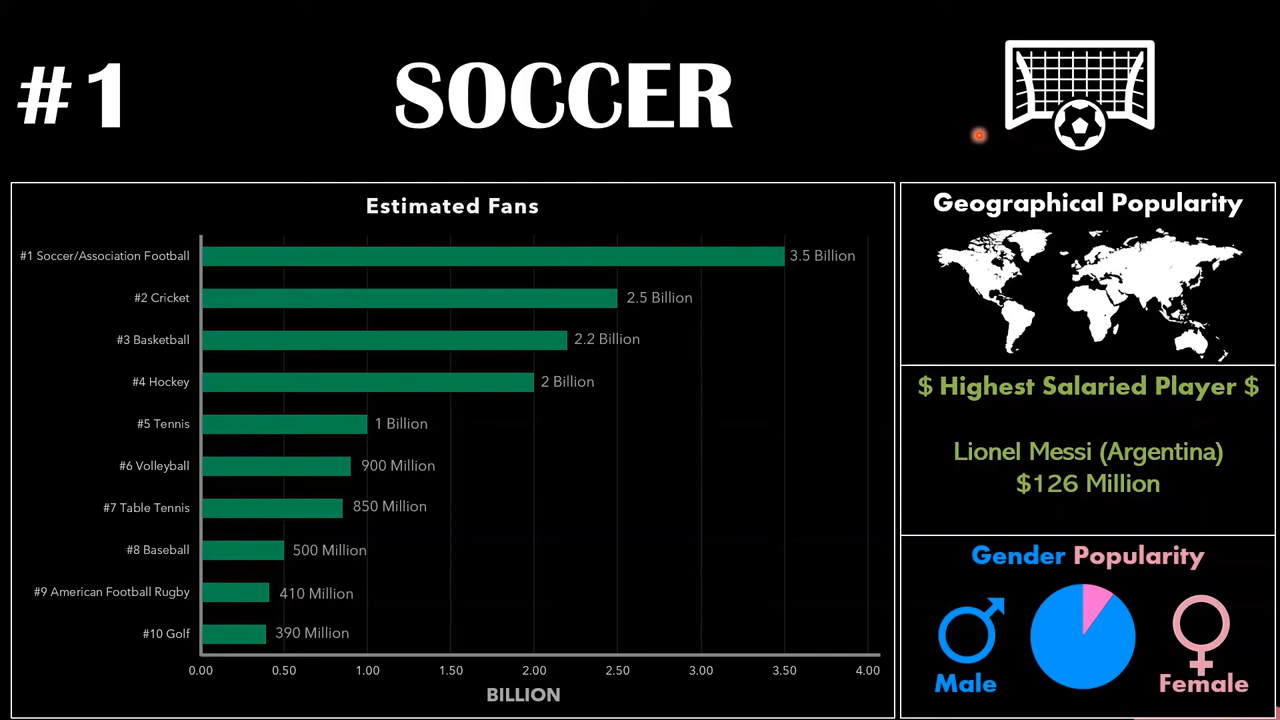 #1
SOCCER
Estimated Fans
#1 Soccer/Association Football
3.5 Billion
#2 Cricket
2.5 Billion
#3 Basketball
2.2 Billion
#4 Hockey
2 Billion
#5 Tennis
1 Billion
#6 Volleyball
900 Million
#7 Table Tennis
850 Million
#8 Baseball
500 Million
#9 American Football Rugby
410 Million
#10 Golf
390 Million
0.00 0.50 1.00 1.50 2.00 2.50 3.00 3.50 4.00
BILLION
Geographical Popularity
$ Highest Salaried Player $
Lionel Messi (Argentina)
$126 Million
Gender Popularity
Male
Female